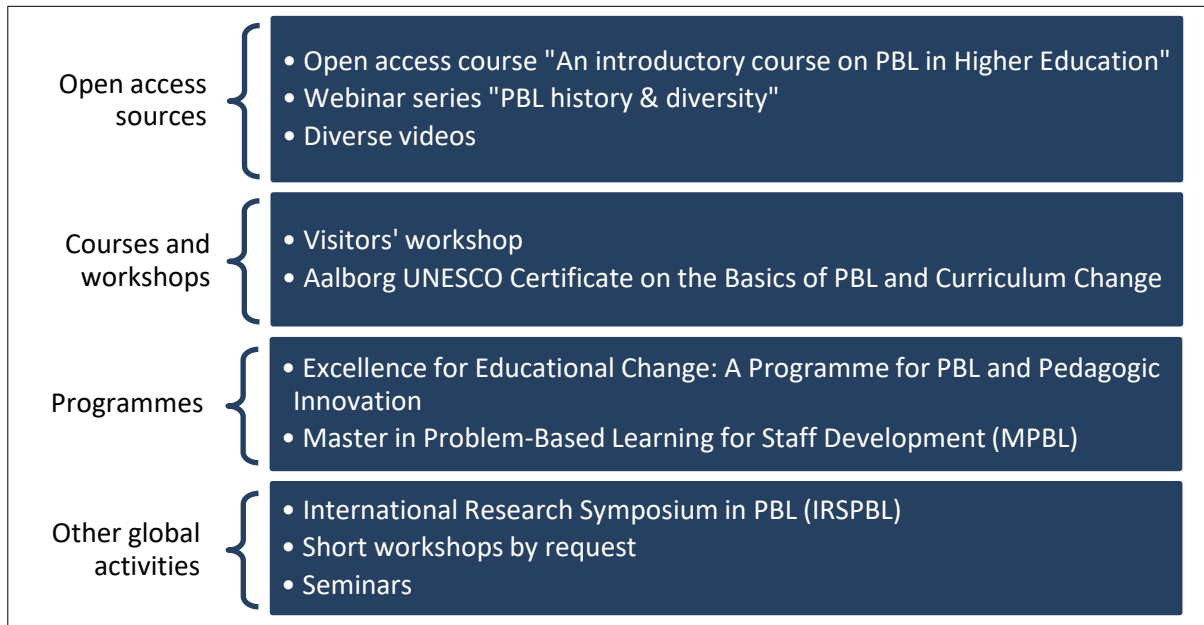 Open access
sources
• Open access course "An introductory course on PBL in Higher Education"
• Webinar series "PBL history & diversity"
• Diverse videos
Courses and
workshops
• Visitors' workshop
• Aalborg UNESCO Certificate on the Basics of PBL and Curriculum Change
Programmes
• Excellence for Educational Change: A Programme for PBL and Pedagogic
Innovation
• Master in Problem-Based Learning for Staff Development (MPBL)
Other global
activities
• International Research Symposium in PBL (IRSPBL)
• Short workshops by request
• Seminars